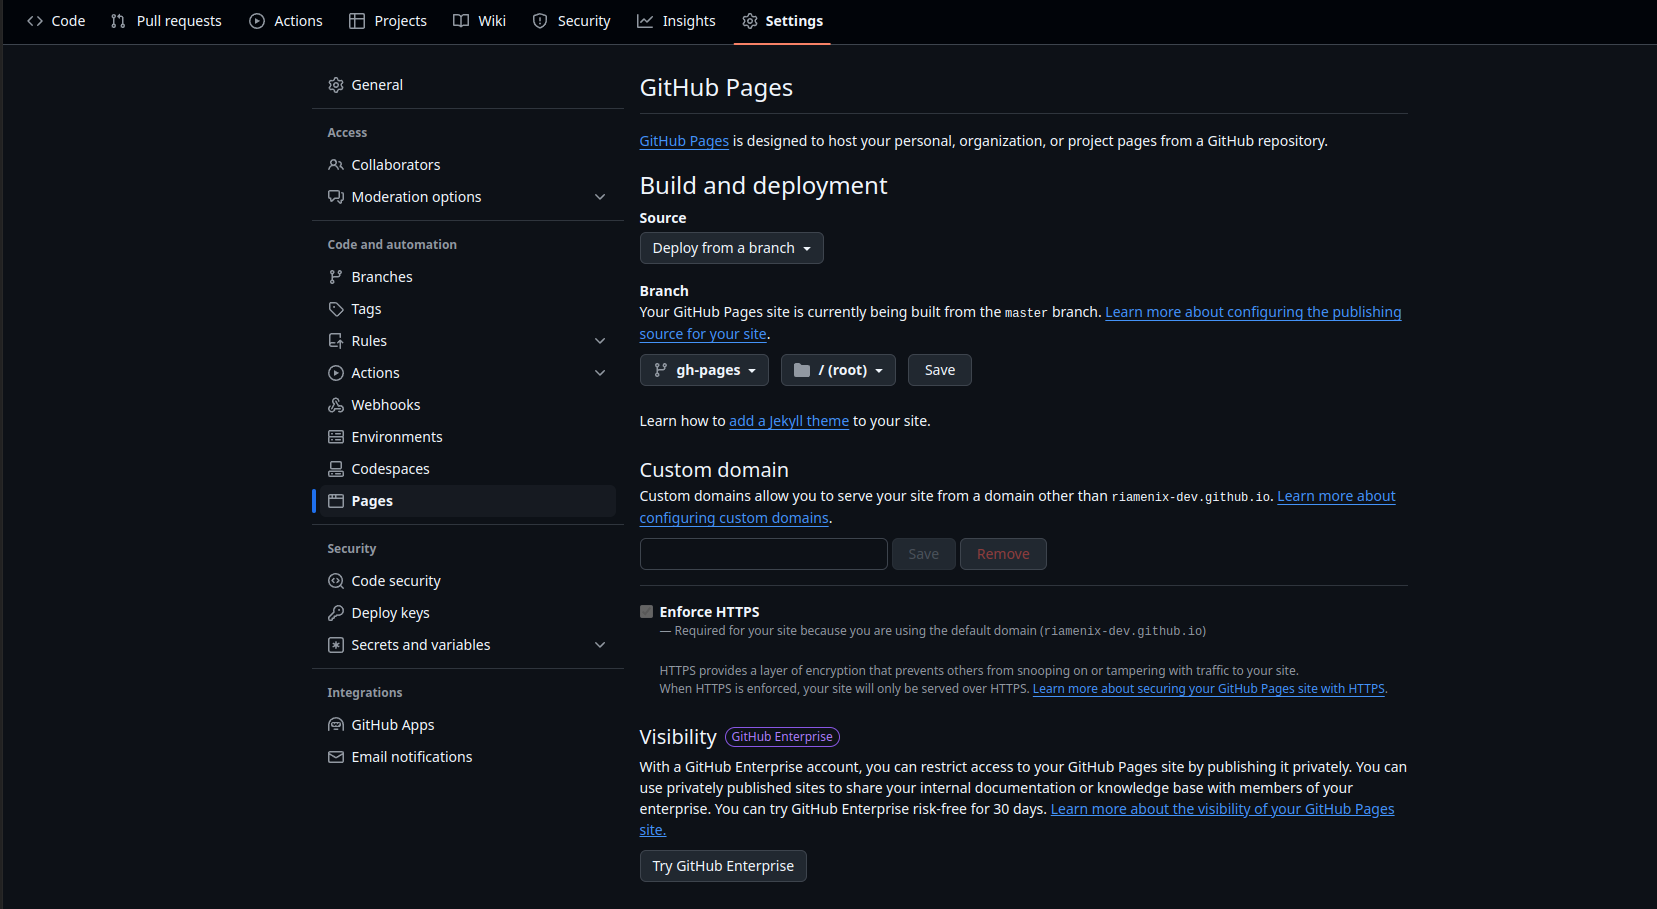 Code Pull requests Actions Projects Wiki Security Insights Settings
General
Access
Collaborators
Moderation options
Code and automation
Branches
Tags
Rules
Actions
Webhooks
Environments
Codespaces
Pages
Security
Code security
Deploy keys
Secrets and variables
Integrations
GitHub Apps
Email notifications
GitHub Pages
GitHub Pages is designed to host your personal, organization, or project pages from a GitHub repository.
Build and deployment
Source
Deploy from a branch
Branch
Your GitHub Pages site is currently being built from the master branch. Learn more about configuring the publishing
source for your site.
gh-pages / (root) Save
Learn how to add a Jekyll theme to your site.
Custom domain
Custom domains allow you to serve your site from a domain other than riamenix-dev.github.io. Learn more about
configuring custom domains.
Save Remove
Enforce HTTPS
— Required for your site because you are using the default domain (riamenix-dev.github.io)
HTTPS provides a layer of encryption that prevents others from snooping on or tampering with traffic to your site.
When HTTPS is enforced, your site will only be served over HTTPS. Learn more about securing your GitHub Pages site with HTTPS.
Visibility GitHub Enterprise
With a GitHub Enterprise account, you can restrict access to your GitHub Pages site by publishing it privately. You can
use privately published sites to share your internal documentation or knowledge base with members of your
enterprise. You can try GitHub Enterprise risk-free for 30 days. Learn more about the visibility of your GitHub Pages
site.
Try GitHub Enterprise